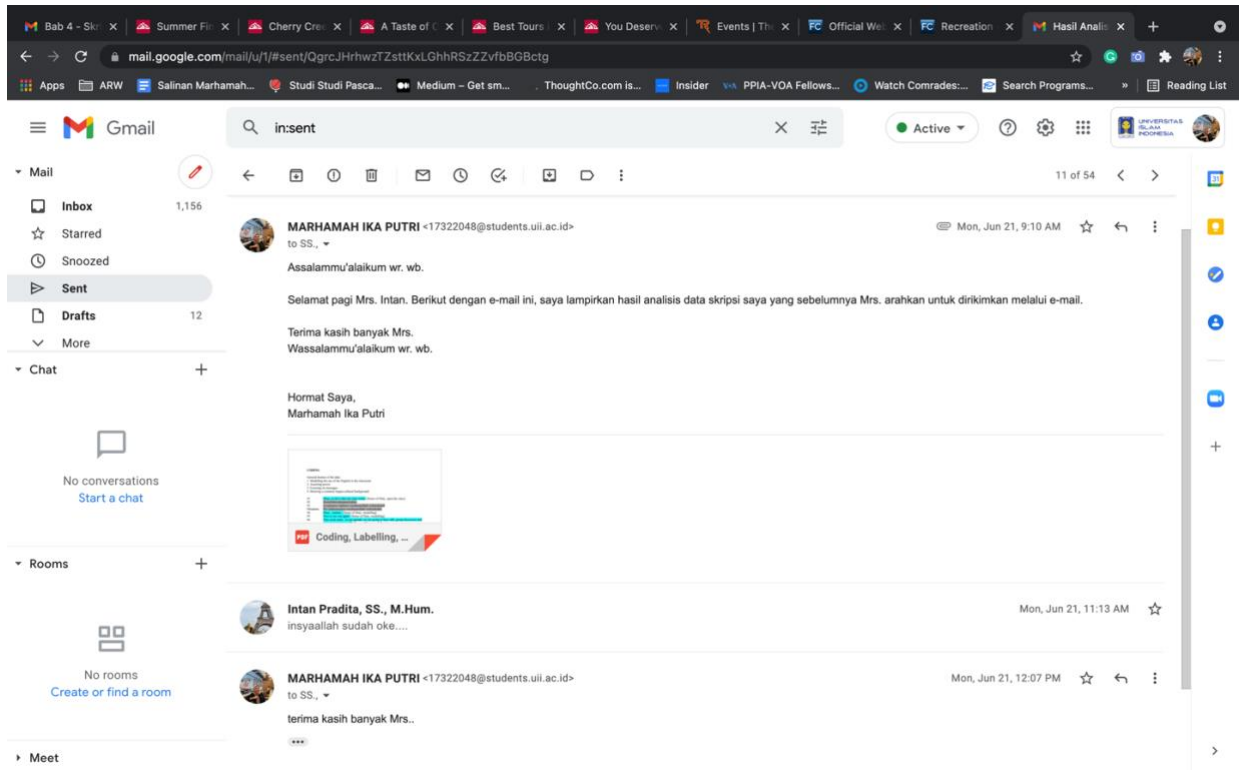 Bab 4 - Skr
Summer Fi
Cherry Cre
A Taste of
Best Tours
You Deserv
Events | Th
Official We
Recreation
Hasil Analis
mail.google.com/mail/u/1/#sent/QgrcJHrhwzTZsttKxLGhhRSzZZvfbBGBctg
Apps
ARW
Salinan Marhamah...
Studi Studi Pasca...
Medium – Get sm...
ThoughtCo.com is...
Insider
PPIA-VOA Fellows...
Watch Comrades:...
Search Programs...
»
Reading List
Gmail
in:sent
Active
UNIVERSITAS
ISLAM
INDONESIA
Mail
11 of 54
Inbox 1,156
Starred
Snoozed
Sent
Drafts 12
More
Chat
No conversations
Start a chat
Rooms
No rooms
Create or find a room
Meet
MARHAMAH IKA PUTRI <17322048@students.uii.ac.id>
Mon, Jun 21, 9:10 AM
to SS.,
Assalammu'alaikum wr. wb.
Selamat pagi Mrs. Intan. Berikut dengan e-mail ini, saya lampirkan hasil analisis data skripsi saya yang sebelumnya Mrs. arahkan untuk dirikimkan melalui e-mail.
Terima kasih banyak Mrs.
Wassalammu'alaikum wr. wb.
Hormat Saya,
Marhamah Ika Putri
PDF Coding, Labelling, ...
Intan Pradita, SS., M.Hum.
Mon, Jun 21, 11:13 AM
insyaallah sudah oke....
MARHAMAH IKA PUTRI <17322048@students.uii.ac.id>
Mon, Jun 21, 12:07 PM
to SS.,
terima kasih banyak Mrs..
31